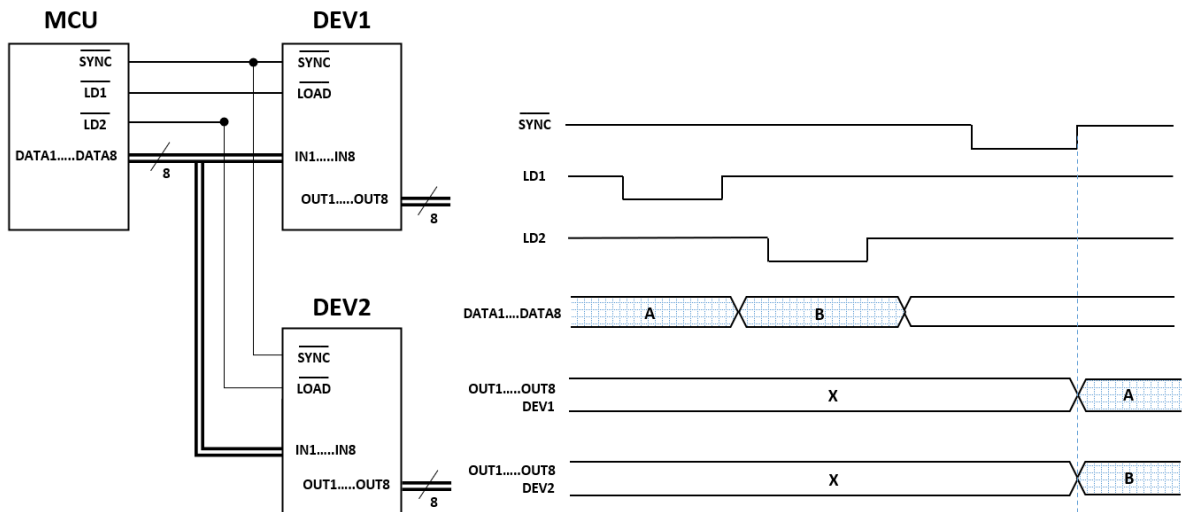 MCU
SYNC
LD1
LD2
DATA1.....DATA8
8
DEV1
SYNC
LOAD
IN1.....IN8
OUT1.....OUT8
8
DEV2
SYNC
LOAD
IN1.....IN8
OUT1.....OUT8
8
SYNC
LD1
LD2
DATA1....DATA8
A
B
OUT1.....OUT8
DEV1
X
A
OUT1.....OUT8
DEV2
X
B